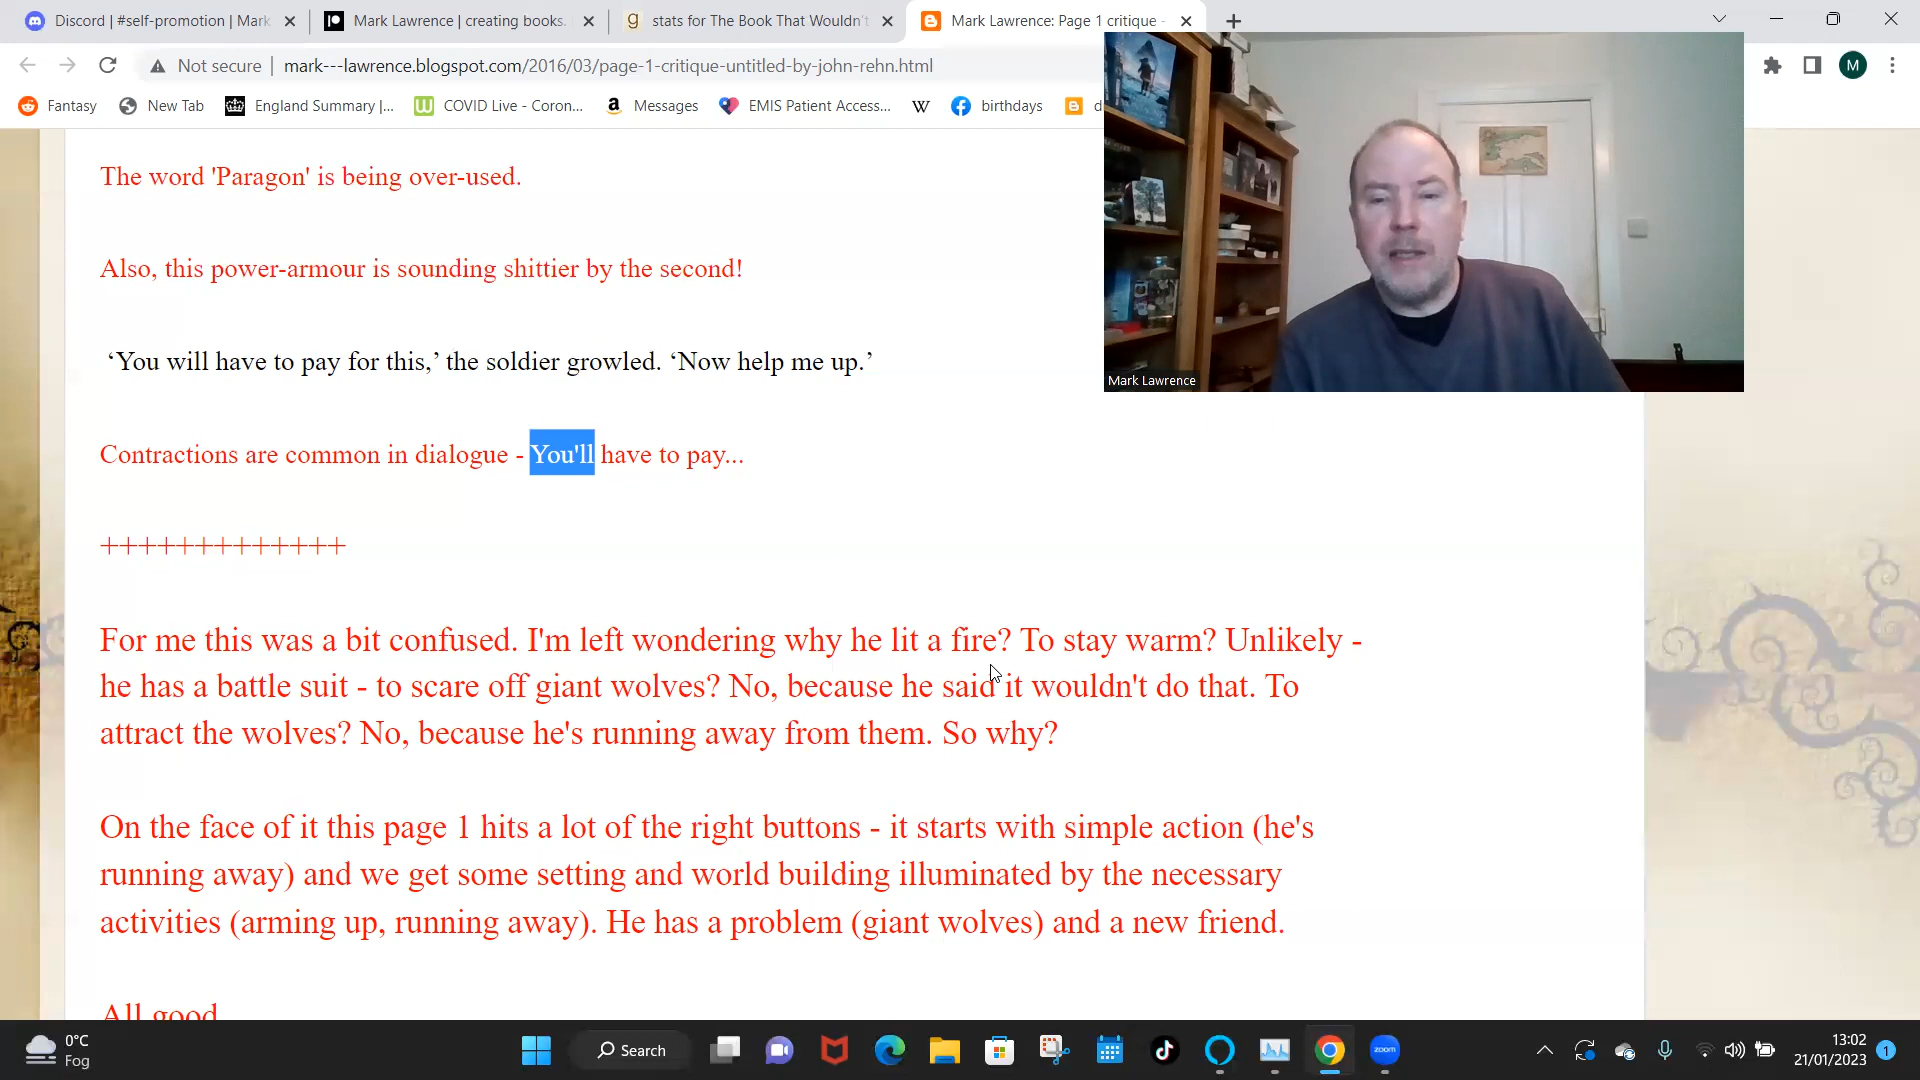 Discord | #self-promotion | Mark
Mark Lawrence | creating books.
stats for The Book That Wouldn't
Mark Lawrence: Page 1 critique -
Not secure
mark---lawrence.blogspot.com/2016/03/page-1-critique-untitled-by-john-rehn.html
M
Fantasy
New Tab
England Summary |...
COVID Live - Coron...
Messages
EMIS Patient Access...
W
birthdays
Mark Lawrence
The word 'Paragon' is being over-used.
Also, this power-armour is sounding shittier by the second!
‘You will have to pay for this,’ the soldier growled. ‘Now help me up.’
Contractions are common in dialogue - You'll have to pay...
+++++++++++++
For me this was a bit confused. I'm left wondering why he lit a fire? To stay warm? Unlikely -
he has a battle suit - to scare off giant wolves? No, because he said it wouldn't do that. To
attract the wolves? No, because he's running away from them. So why?
On the face of it this page 1 hits a lot of the right buttons - it starts with simple action (he's
running away) and we get some setting and world building illuminated by the necessary
activities (arming up, running away). He has a problem (giant wolves) and a new friend.
All good
0°C
Fog
Search
zoom
13:02
21/01/2023
1